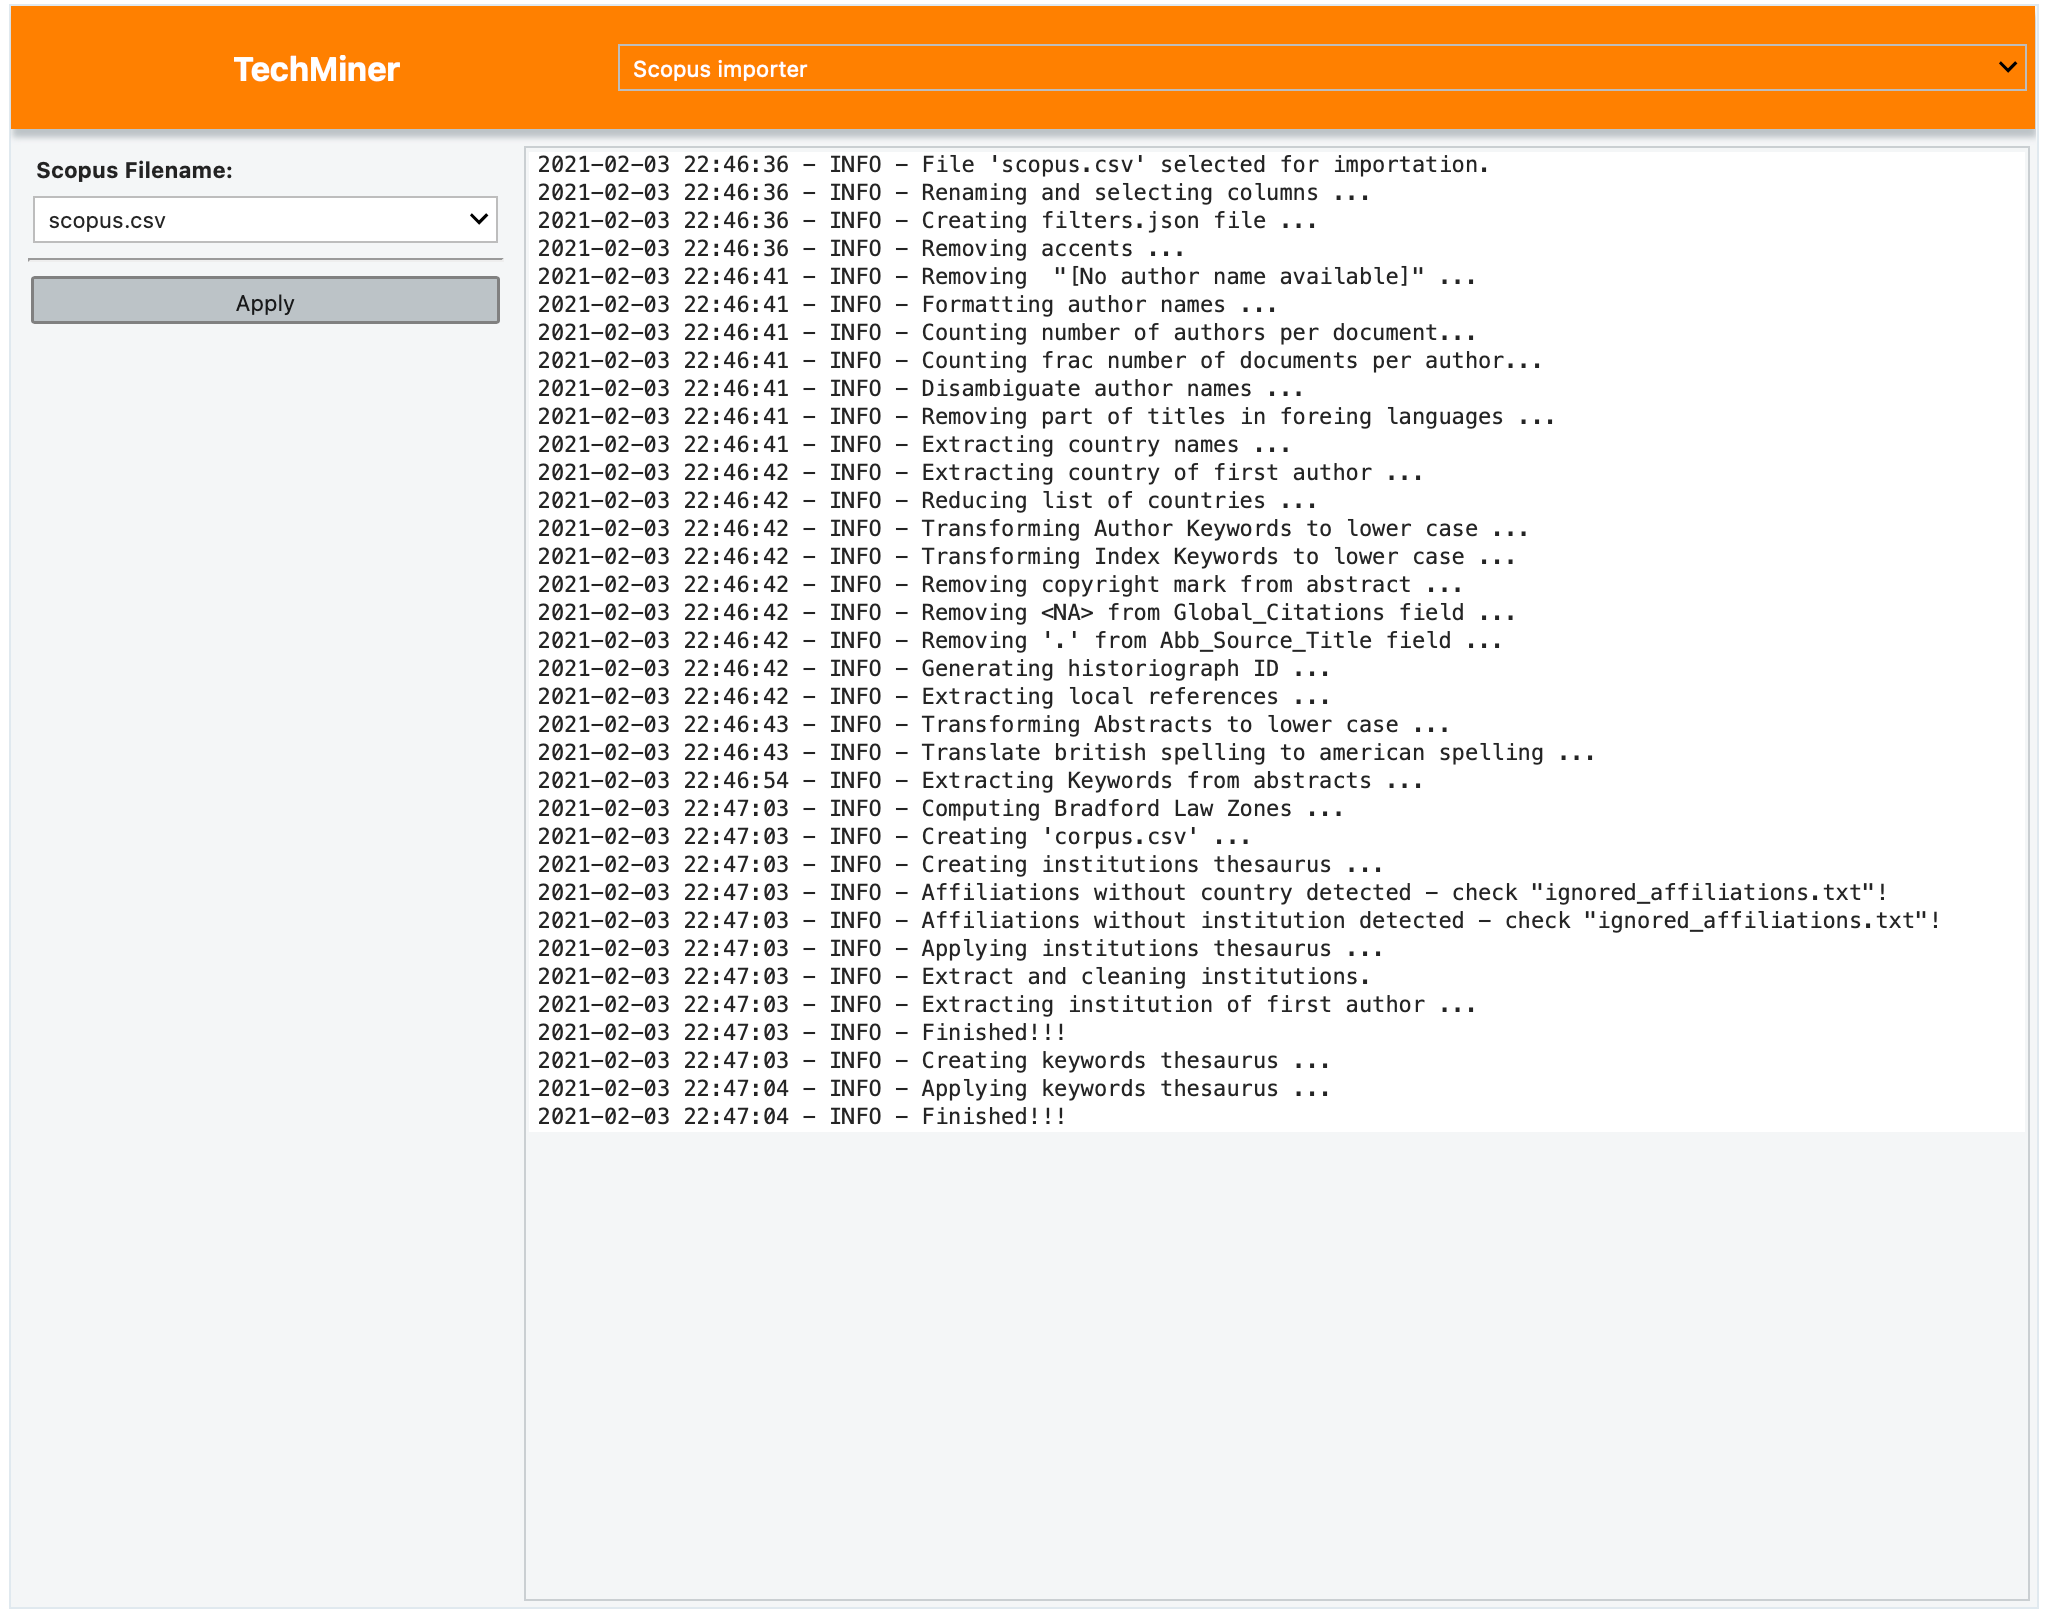 TechMiner
Scopus importer
Scopus Filename:
scopus.csv
Apply
2021-02-03 22:46:36 - INFO - File 'scopus.csv' selected for importation.
2021-02-03 22:46:36 - INFO - Renaming and selecting columns ...
2021-02-03 22:46:36 - INFO - Creating filters.json file ...
2021-02-03 22:46:36 - INFO - Removing accents ...
2021-02-03 22:46:41 - INFO - Removing  "[No author name available]" ...
2021-02-03 22:46:41 - INFO - Formatting author names ...
2021-02-03 22:46:41 - INFO - Counting number of authors per document...
2021-02-03 22:46:41 - INFO - Counting frac number of documents per author...
2021-02-03 22:46:41 - INFO - Disambiguate author names ...
2021-02-03 22:46:41 - INFO - Removing part of titles in foreing languages ...
2021-02-03 22:46:41 - INFO - Extracting country names ...
2021-02-03 22:46:42 - INFO - Extracting country of first author ...
2021-02-03 22:46:42 - INFO - Reducing list of countries ...
2021-02-03 22:46:42 - INFO - Transforming Author Keywords to lower case ...
2021-02-03 22:46:42 - INFO - Transforming Index Keywords to lower case ...
2021-02-03 22:46:42 - INFO - Removing copyright mark from abstract ...
2021-02-03 22:46:42 - INFO - Removing <NA> from Global_Citations field ...
2021-02-03 22:46:42 - INFO - Removing '.' from Abb_Source_Title field ...
2021-02-03 22:46:42 - INFO - Generating historiograph ID ...
2021-02-03 22:46:42 - INFO - Extracting local references ...
2021-02-03 22:46:43 - INFO - Transforming Abstracts to lower case ...
2021-02-03 22:46:43 - INFO - Translate british spelling to american spelling ...
2021-02-03 22:46:54 - INFO - Extracting Keywords from abstracts ...
2021-02-03 22:47:03 - INFO - Computing Bradford Law Zones ...
2021-02-03 22:47:03 - INFO - Creating 'corpus.csv' ...
2021-02-03 22:47:03 - INFO - Creating institutions thesaurus ...
2021-02-03 22:47:03 - INFO - Affiliations without country detected - check "ignored_affiliations.txt"!
2021-02-03 22:47:03 - INFO - Affiliations without institution detected - check "ignored_affiliations.txt"!
2021-02-03 22:47:03 - INFO - Applying institutions thesaurus ...
2021-02-03 22:47:03 - INFO - Extract and cleaning institutions.
2021-02-03 22:47:03 - INFO - Extracting institution of first author ...
2021-02-03 22:47:03 - INFO - Finished!!!
2021-02-03 22:47:03 - INFO - Creating keywords thesaurus ...
2021-02-03 22:47:04 - INFO - Applying keywords thesaurus ...
2021-02-03 22:47:04 - INFO - Finished!!!